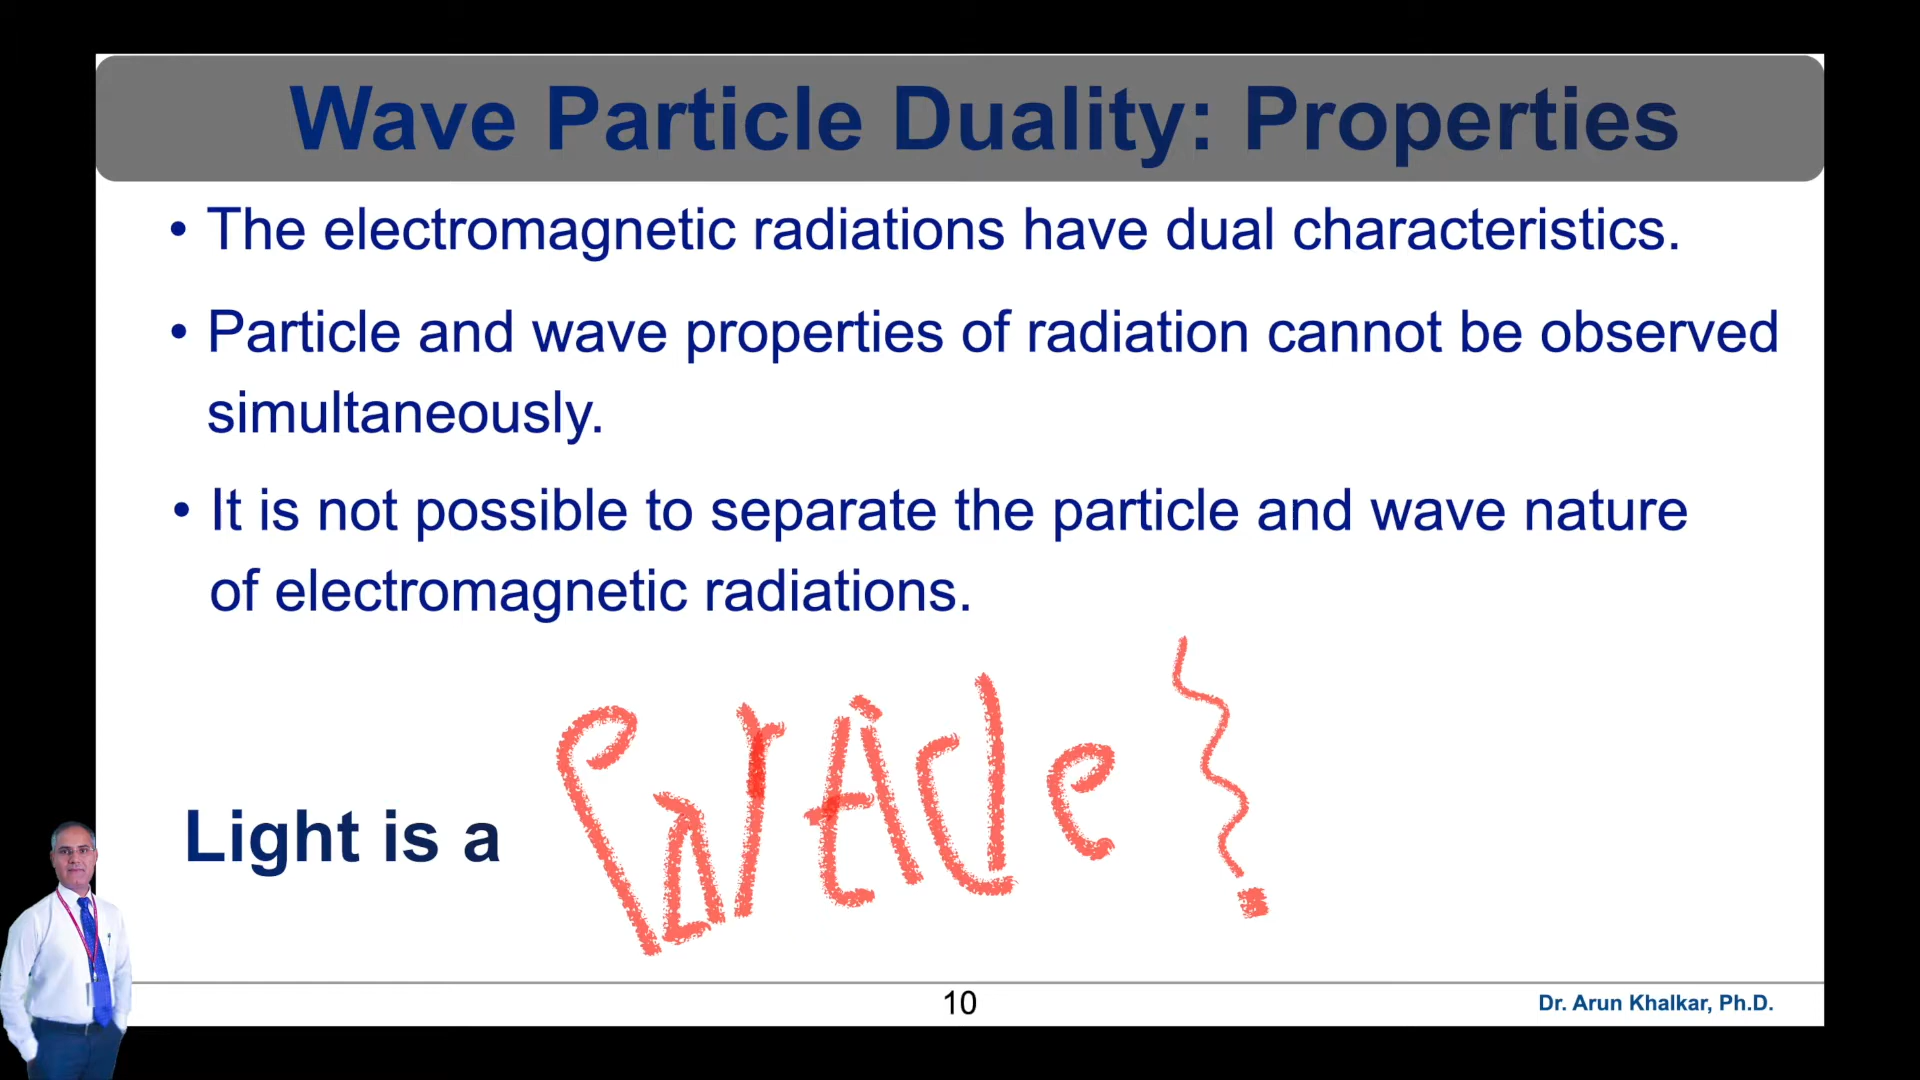 Wave Particle Duality: Properties
• The electromagnetic radiations have dual characteristics.
• Particle and wave properties of radiation cannot be observed
simultaneously.
• It is not possible to separate the particle and wave nature
of electromagnetic radiations.
Light is a Particle
10
Dr. Arun Khalkar, Ph.D.